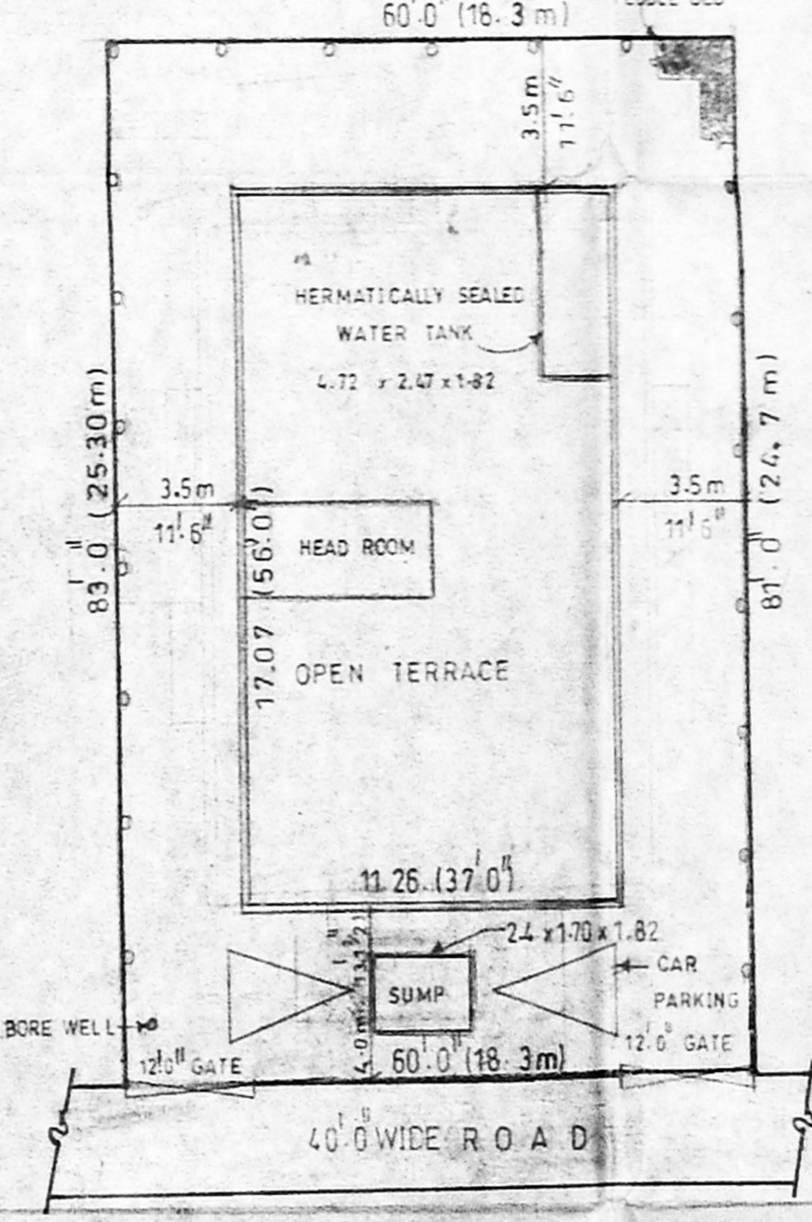 60'.0" (18.3 m)
3.5m
11'.6"
HERMATICALLY SEALED
WATER TANK
4.72 x 2.47 x 1.82
83'.0" (25.30 m)
81'.0" (24.7 m)
3.5m
11'.6"
3.5m
11'.6"
HEAD ROOM
17.07 (56'.0")
OPEN TERRACE
11.26 (37'0")
2.4 x 1.70 x 1.82
SUMP
CAR
PARKING
BORE WELL
4.0m
12'.0" GATE
60'.0" (18.3m)
12'.0" GATE
40'.0" WIDE ROAD